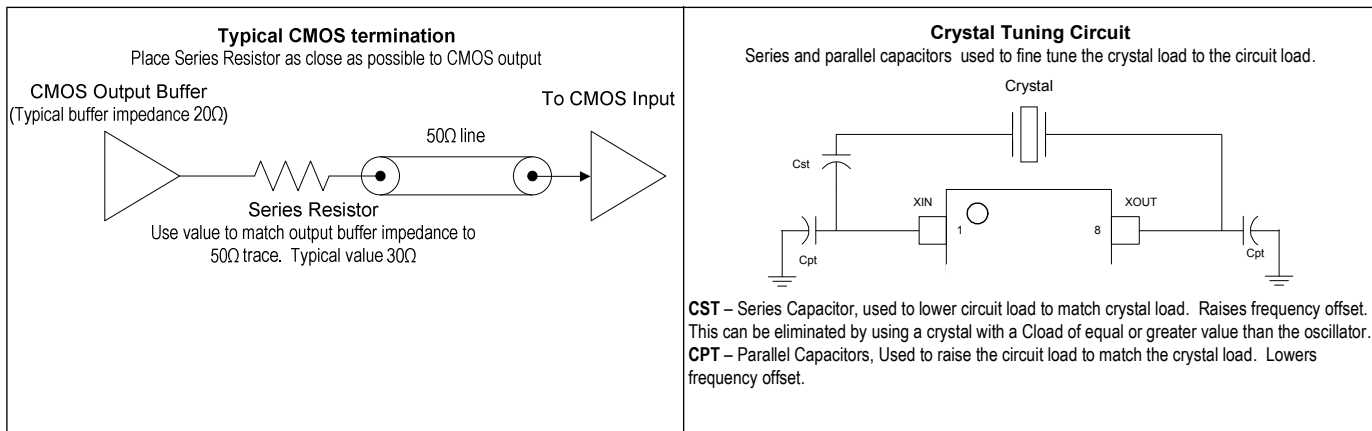 Typical CMOS termination
Place Series Resistor as close as possible to CMOS output
CMOS Output Buffer
(Typical buffer impedance 20Ω)
To CMOS Input
50Ω line
Series Resistor
Use value to match output buffer impedance to
50Ω trace. Typical value 30Ω
Crystal Tuning Circuit
Series and parallel capacitors used to fine tune the crystal load to the circuit load.
Crystal
Cst
XIN
XOUT
1
8
Cpt
Cpt
CST – Series Capacitor, used to lower circuit load to match crystal load. Raises frequency offset.
This can be eliminated by using a crystal with a Cload of equal or greater value than the oscillator.
CPT – Parallel Capacitors, Used to raise the circuit load to match the crystal load. Lowers
frequency offset.